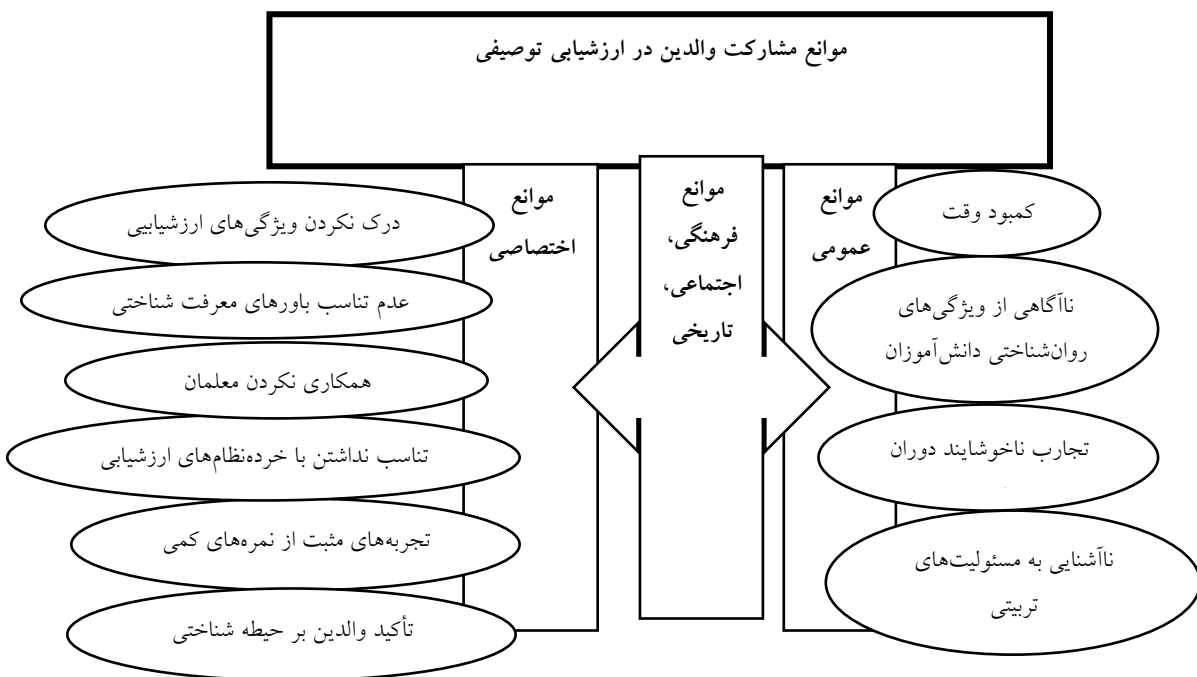 موانع مشارکت والدین در ارزشیابی توصیفی
موانع
عمومی
کمبود وقت
ناآگاهی از ویژگی‌های
روان‌شناختی دانش‌آموزان
تجارب ناخوشایند دوران
ناآشنایی به مسئولیت‌های
تربیتی
موانع
فرهنگی،
اجتماعی،
تاریخی
موانع
اختصاصی
درک نکردن ویژگی‌های ارزشیابیی
عدم تناسب باورهای معرفت شناختی
همکاری نکردن معلمان
تناسب نداشتن با خرده‌نظام‌های ارزشیابی
تجربه‌های مثبت از نمره‌های کمی
تأکید والدین بر حیطه شناختی